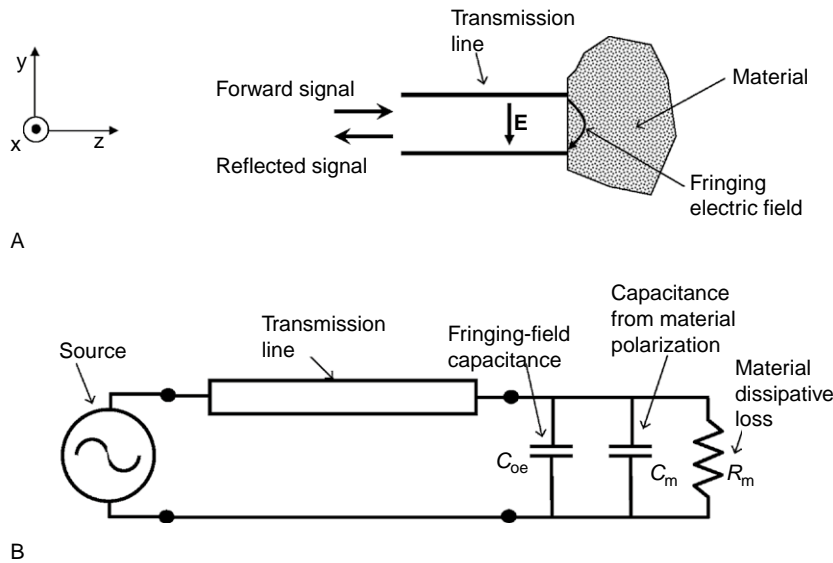 Transmission
line
y
Forward signal
Material
E
x
z
Reflected signal
Fringing
electric field
A
Capacitance
from material
polarization
Transmission
line
Fringing-field
capacitance
Source
Material
dissipative
loss
Coe
Cm
Rm
B